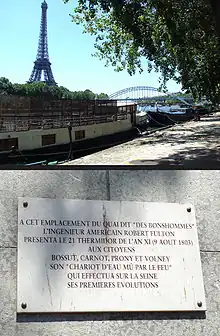 A CET EMPLACEMENT DU QUAI DIT "DES BONSHOMMES"
L'INGENIEUR AMERICAIN ROBERT FULTON
PRESENTA LE 21 THERMIDOR DE L'AN XI (9 AOUT 1803)
AUX CITOYENS
BOSSUT, CARNOT, PRONY ET VOLNEY
SON "CHARIOT D'EAU MÛ PAR LE FEU"
QUI EFFECTUA SUR LA SEINE
SES PREMIERES EVOLUTIONS